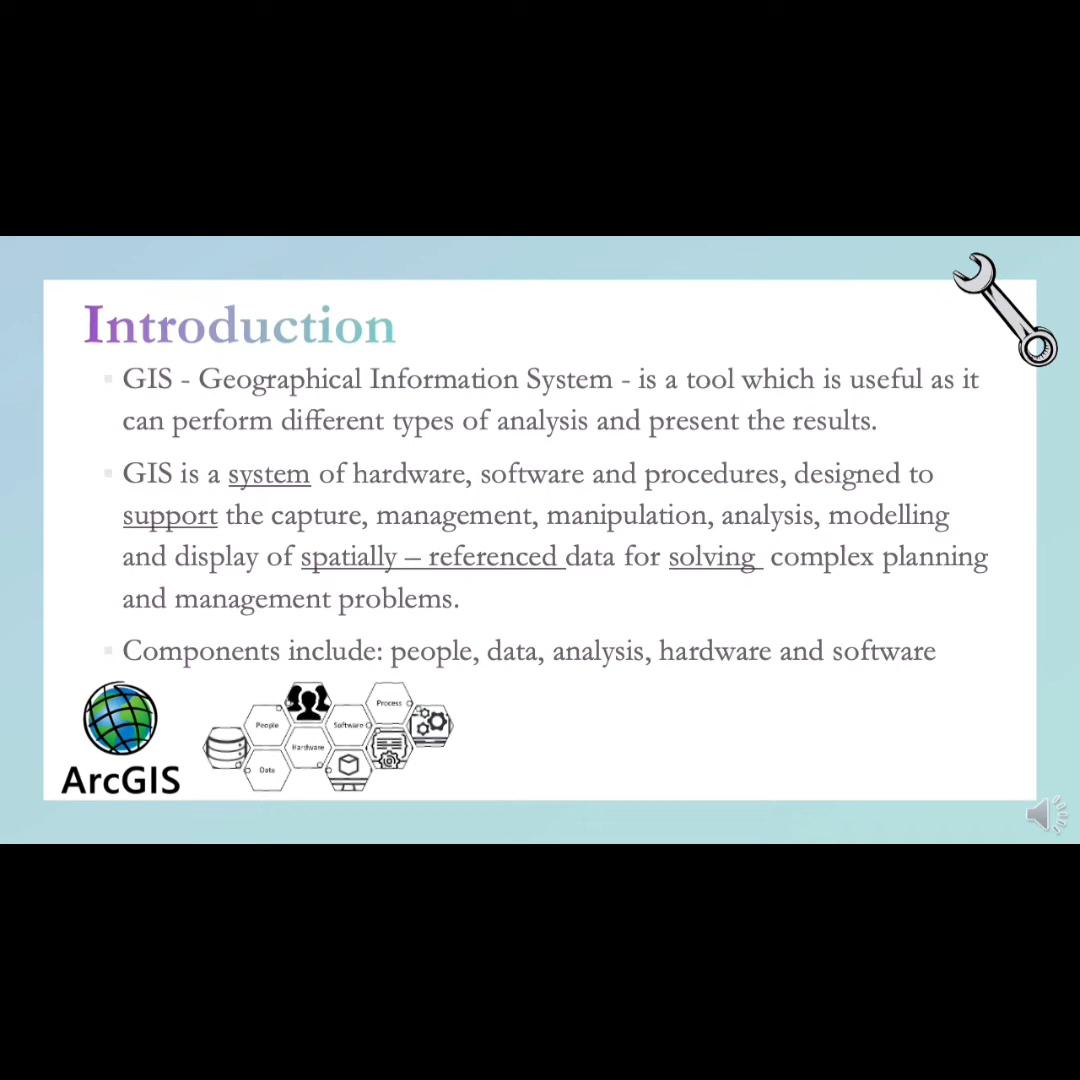 Introduction
GIS - Geographical Information System - is a tool which is useful as it
can perform different types of analysis and present the results.
GIS is a system of hardware, software and procedures, designed to
support the capture, management, manipulation, analysis, modelling
and display of spatially – referenced data for solving complex planning
and management problems.
Components include: people, data, analysis, hardware and software
ArcGIS
People
Software
Process
Hardware
Data